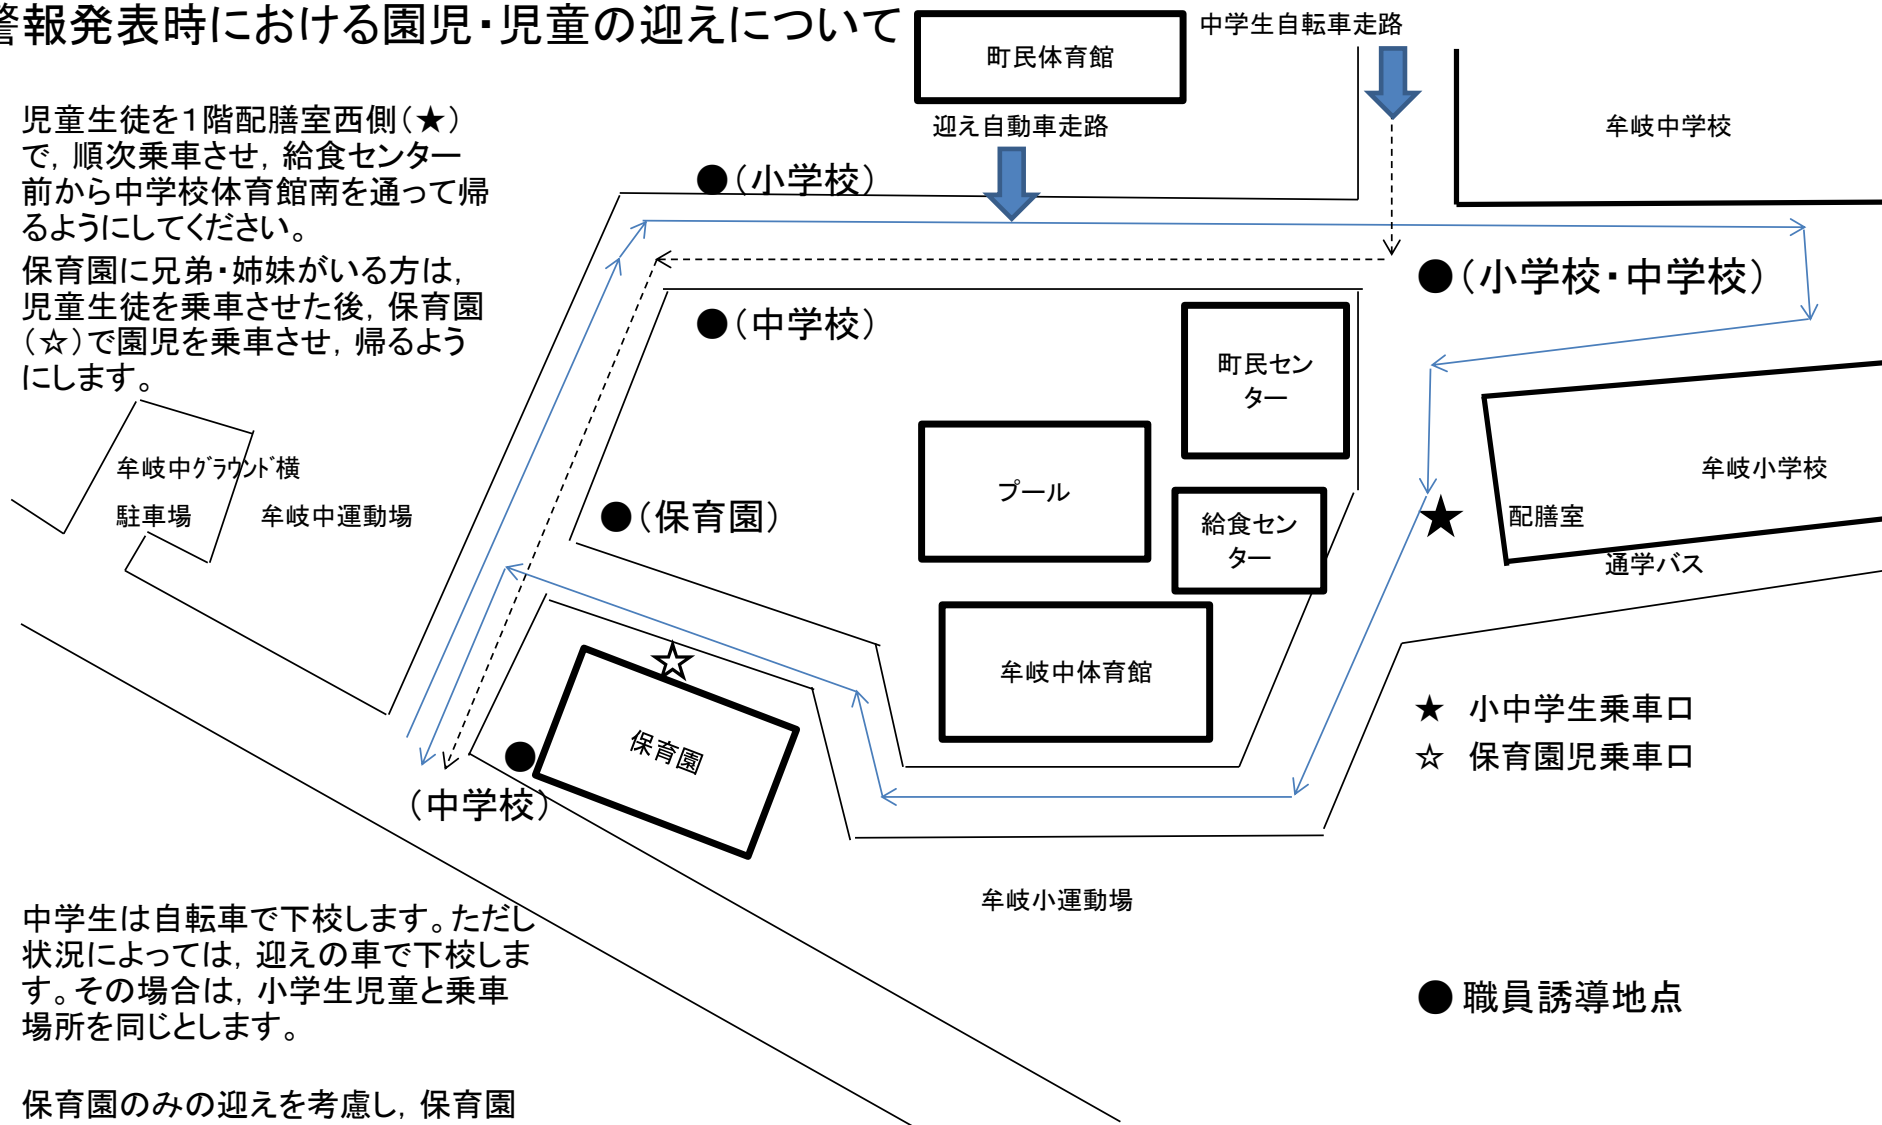 警報発表時における園児・児童の迎えについて
児童生徒を1階配膳室西側(★)
で,順次乗車させ,給食センター
前から中学校体育館南を通って帰
るようにしてください。
保育園に兄弟・姉妹がいる方は,
児童生徒を乗車させた後,保育園
(☆)で園児を乗車させ,帰るよう
にします。
町民体育館
中学生自転車走路
迎え自動車走路
牟岐中学校
●(小学校)
●(小学校・中学校)
●(中学校)
町民セン
ター
牟岐中グラウンド横
駐車場
牟岐中運動場
●(保育園)
プール
給食セン
ター
★
配膳室
牟岐小学校
通学バス
☆
保育園
牟岐中体育館
★ 小中学生乗車口
☆ 保育園児乗車口
●
(中学校)
牟岐小運動場
● 職員誘導地点
中学生は自転車で下校します。ただし
状況によっては,迎えの車で下校しま
す。その場合は,小学生児童と乗車
場所を同じとします。
保育園のみの迎えを考慮し,保育園